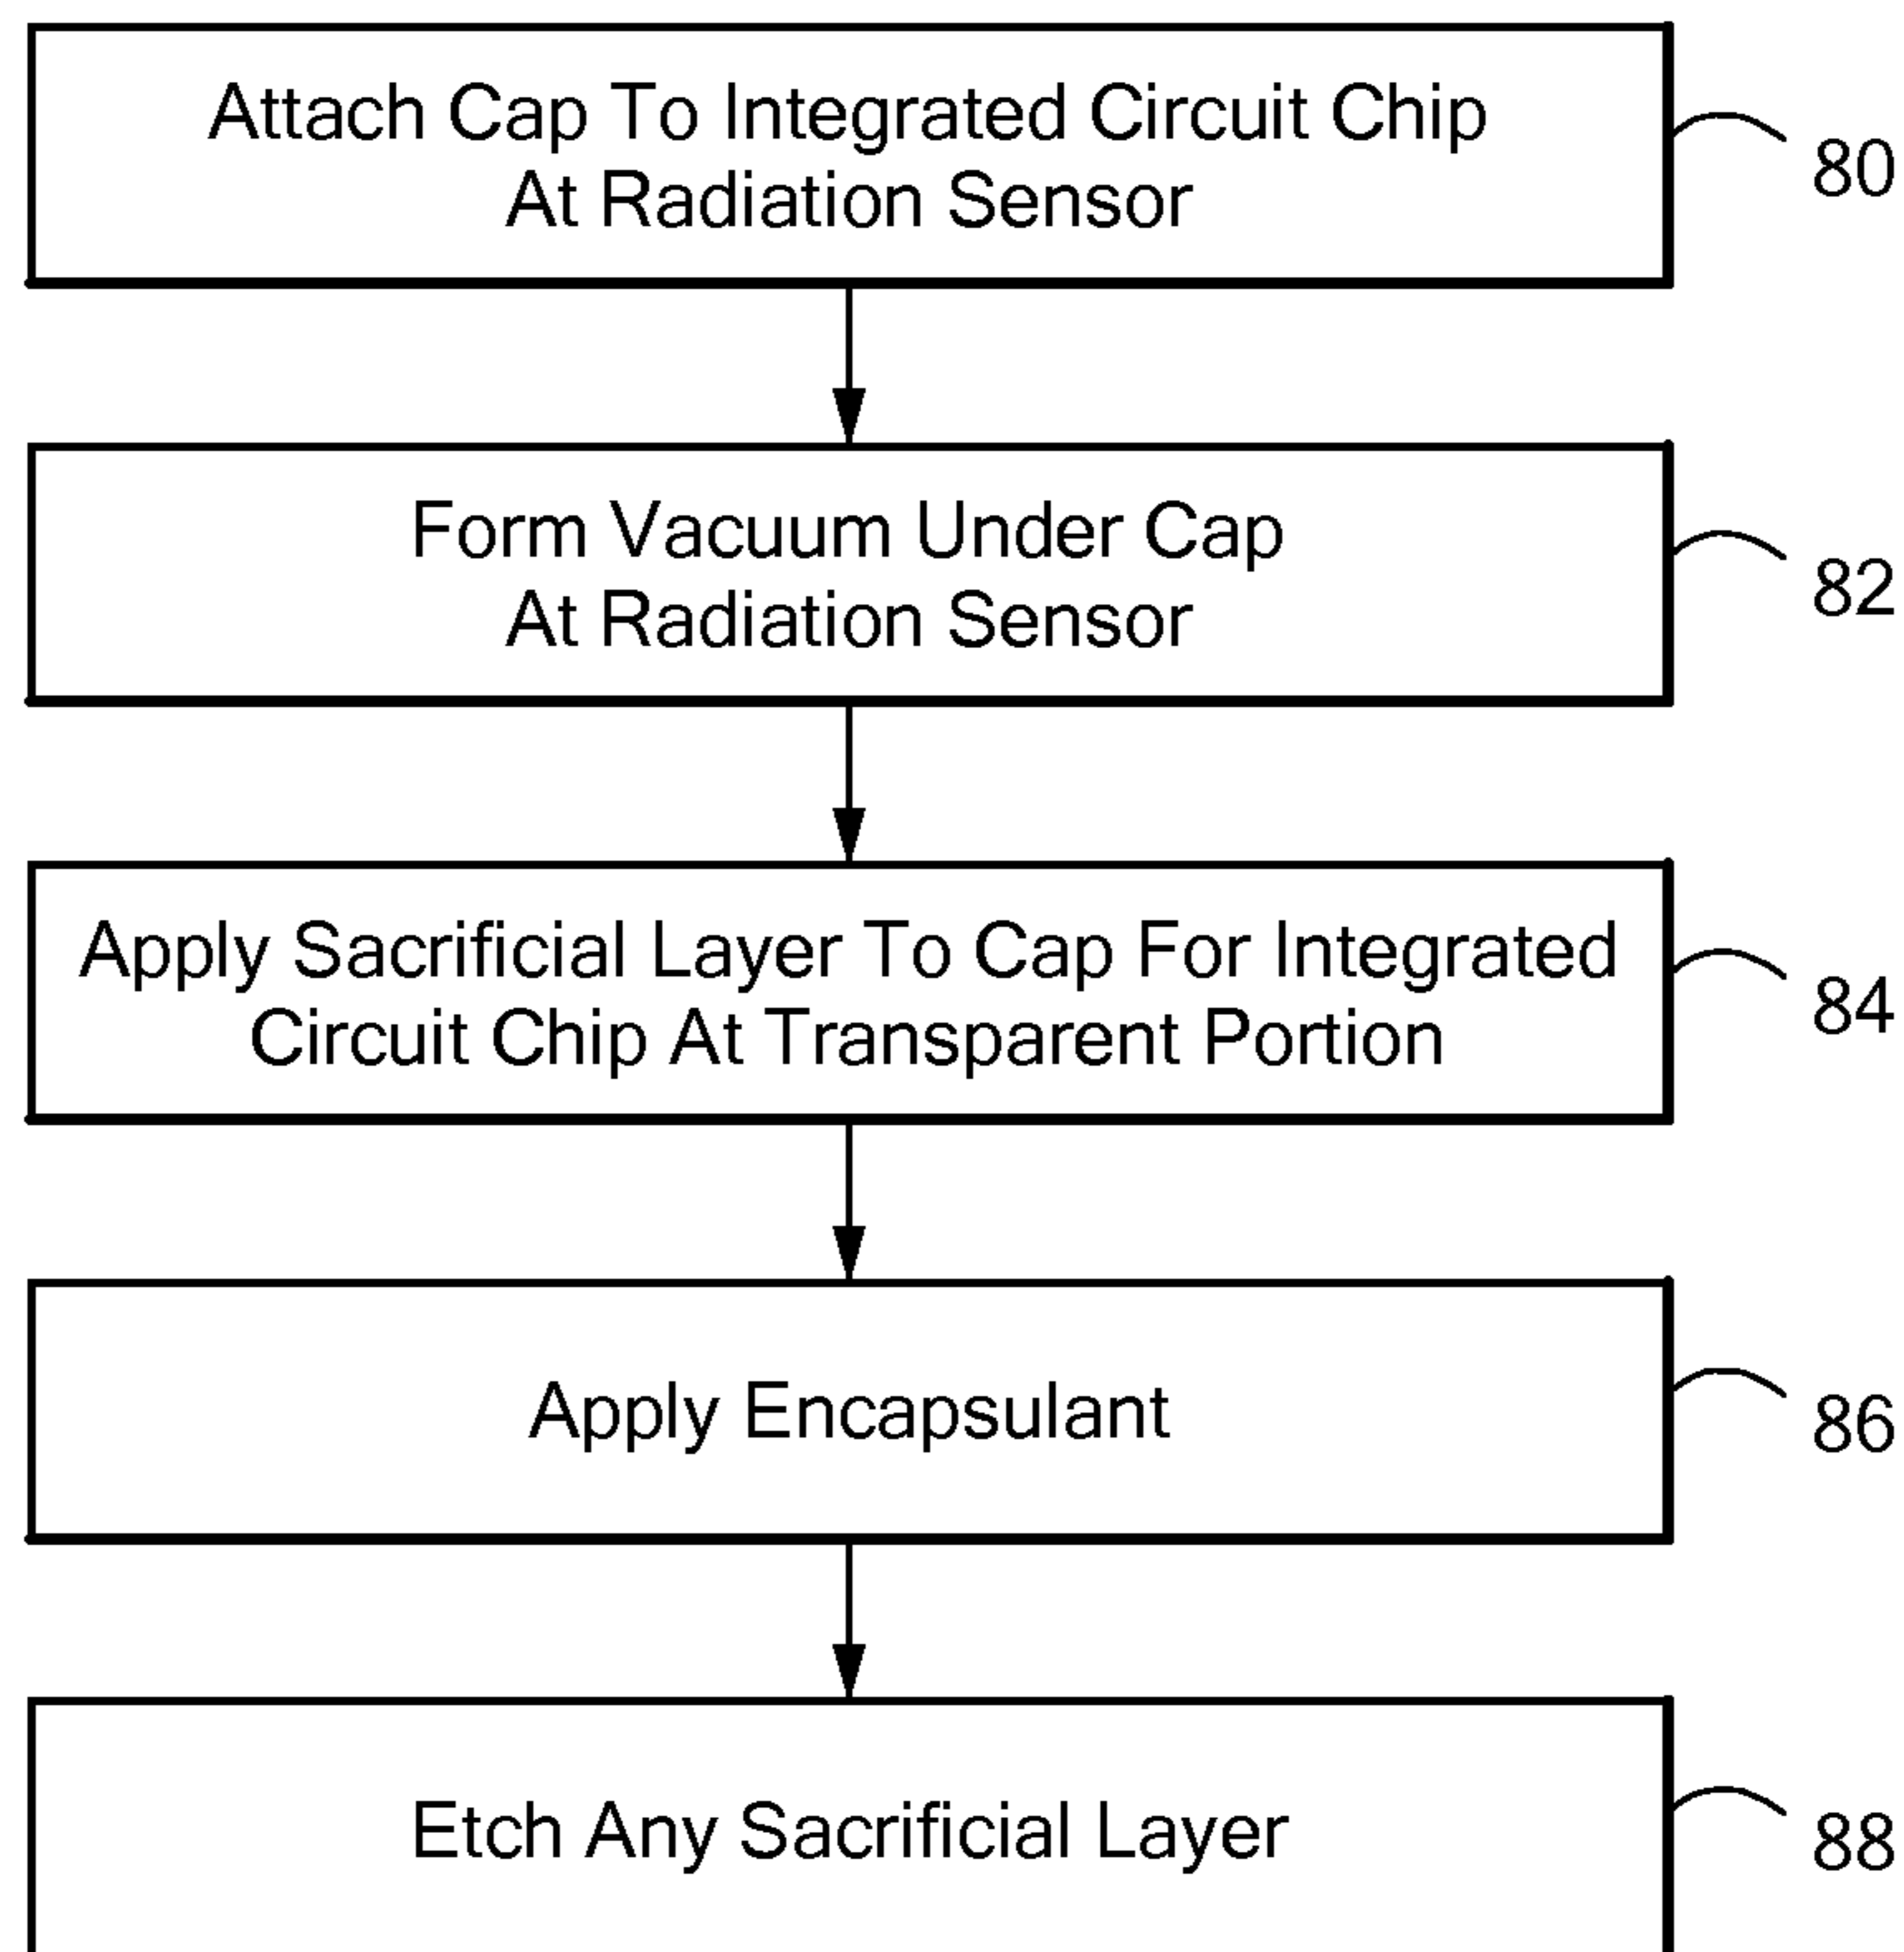 Attach Cap To Integrated Circuit Chip
At Radiation Sensor
80
Form Vacuum Under Cap
At Radiation Sensor
82
Apply Sacrificial Layer To Cap For Integrated
Circuit Chip At Transparent Portion
84
Apply Encapsulant
86
Etch Any Sacrificial Layer
88